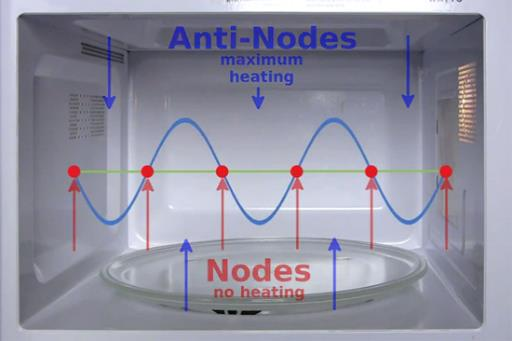 Anti-Nodes
maximum
heating
Nodes
no heating